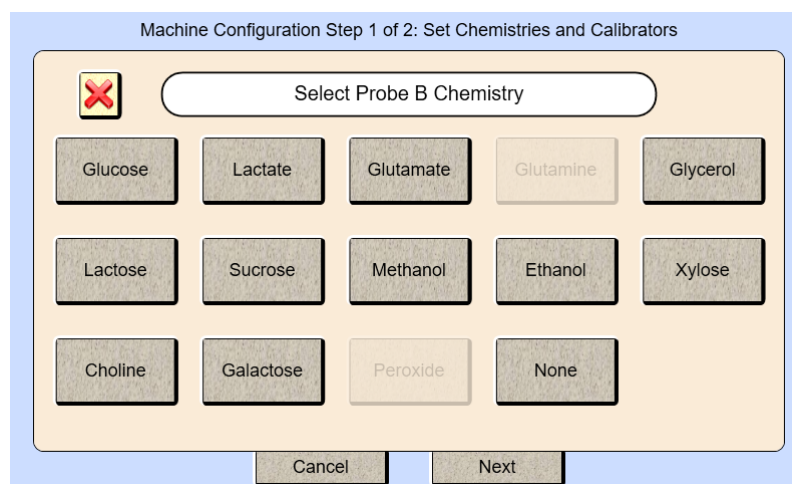 Machine Configuration Step 1 of 2: Set Chemistries and Calibrators
Select Probe B Chemistry
Glucose Lactate Glutamate Glutamine Glycerol
Lactose Sucrose Methanol Ethanol Xylose
Choline Galactose Peroxide None
Cancel Next